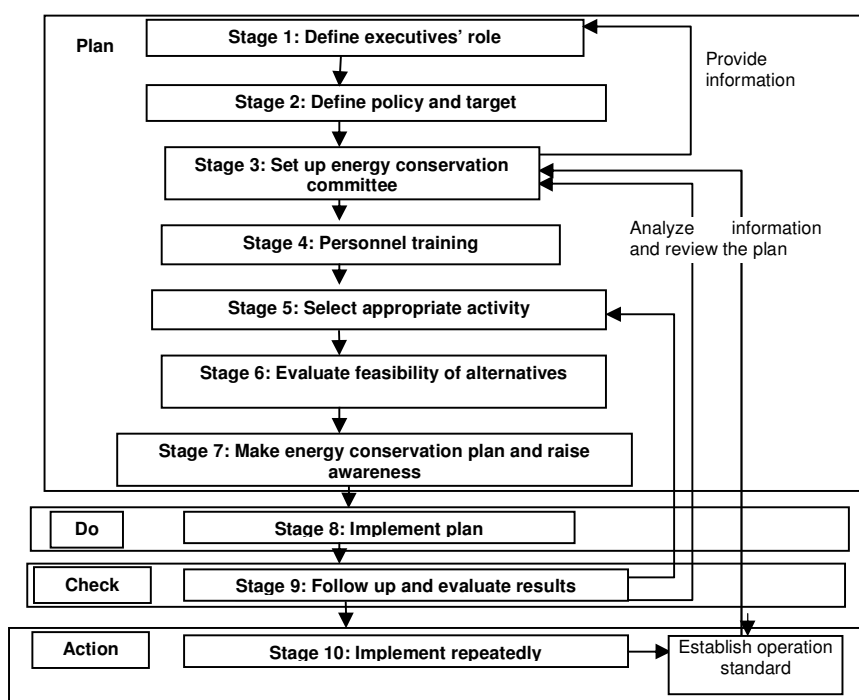 Plan
Stage 1: Define executives’ role
Provide
information
Stage 2: Define policy and target
Stage 3: Set up energy conservation
committee
Analyze information
and review the plan
Stage 4: Personnel training
Stage 5: Select appropriate activity
Stage 6: Evaluate feasibility of alternatives
Stage 7: Make energy conservation plan and raise
awareness
Do
Stage 8: Implement plan
Check
Stage 9: Follow up and evaluate results
Action
Stage 10: Implement repeatedly
Establish operation
standard